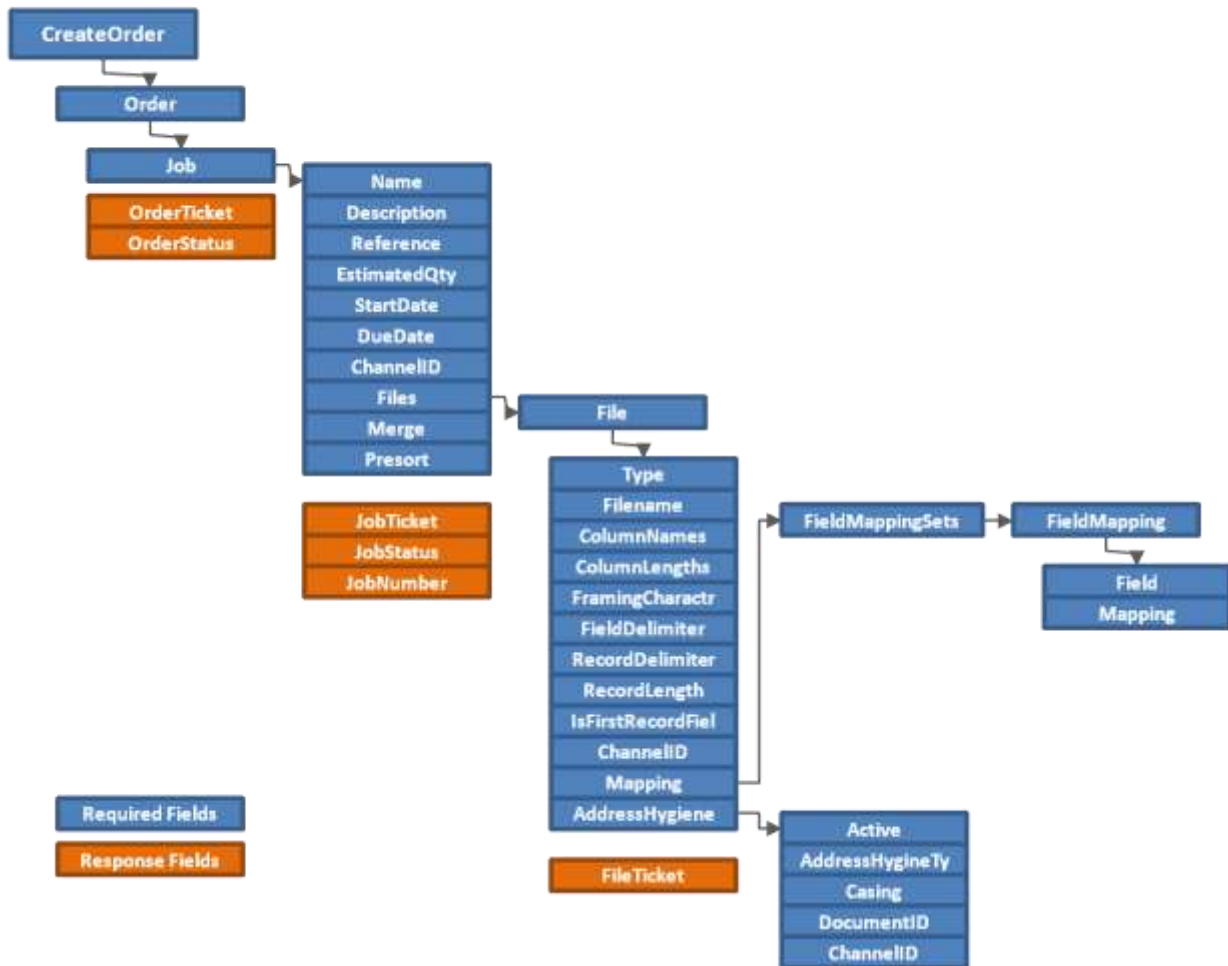 CreateOrder
Order
Job
OrderTicket
OrderStatus
Name
Description
Reference
EstimatedQty
StartDate
DueDate
ChannelID
Files
Merge
Presort
JobTicket
JobStatus
JobNumber
File
Type
Filename
ColumnNames
ColumnLengths
FramingCharactr
FieldDelimiter
RecordDelimiter
RecordLength
IsFirstRecordFiel
ChannelID
Mapping
AddressHygiene
FileTicket
FieldMappingSets
FieldMapping
Field
Mapping
Active
AddressHygineTy
Casing
DocumentID
ChannelID
Required Fields
Response Fields